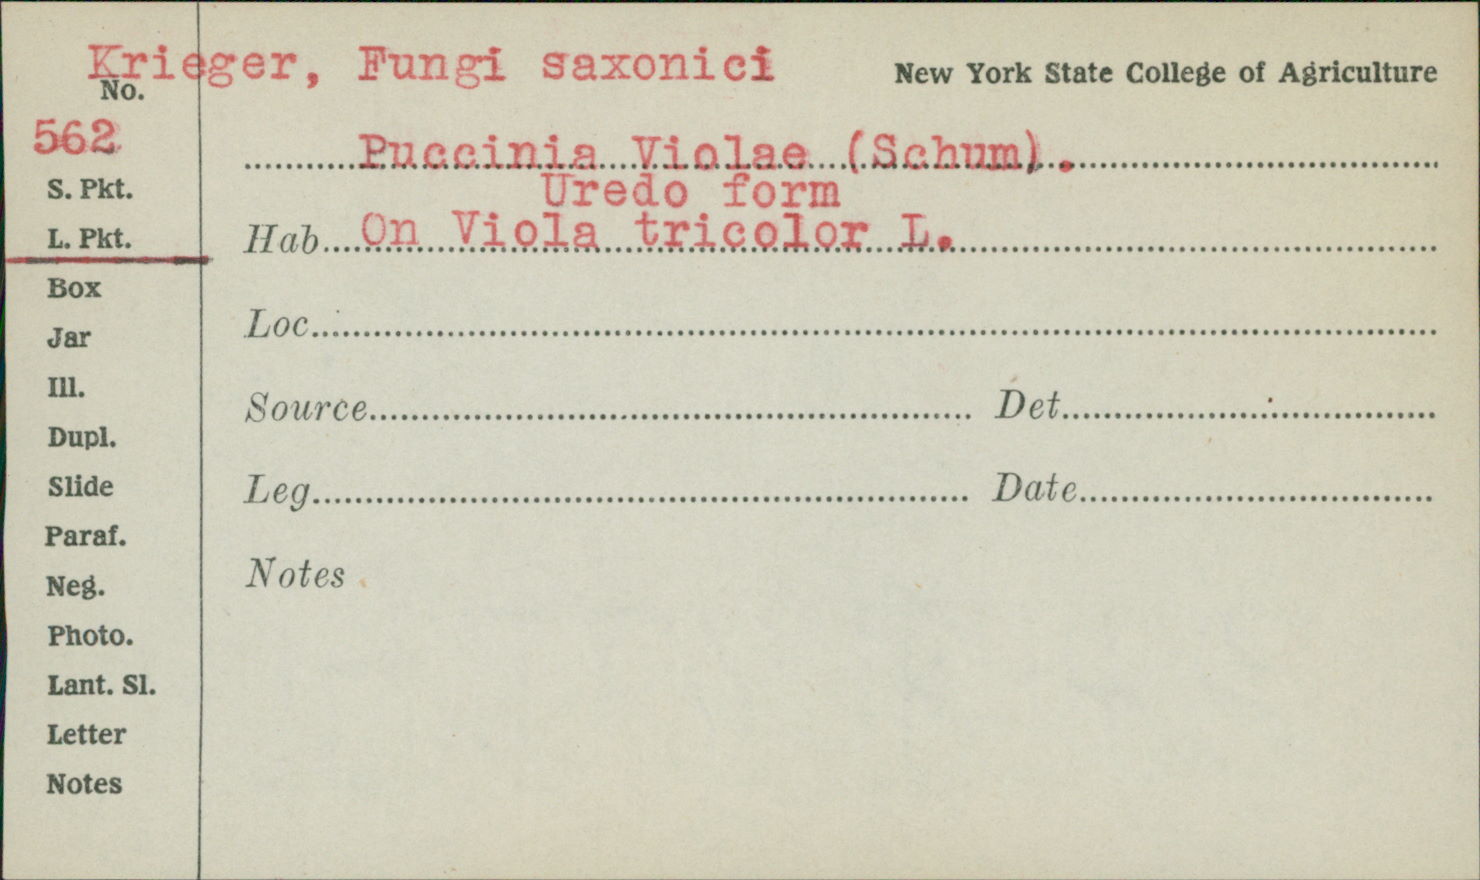 Krieger, Fungi saxonici
New York State College of Agriculture
No.
562
Puccinia Violae (Schum).
Uredo form
S. Pkt.
L. Pkt.
Hab. On Viola tricolor L.
Box
Loc.
Jar
Ill.
Source
Det.
Dupl.
Slide
Leg.
Date
Paraf.
Neg.
Notes
Photo.
Lant. Sl.
Letter
Notes